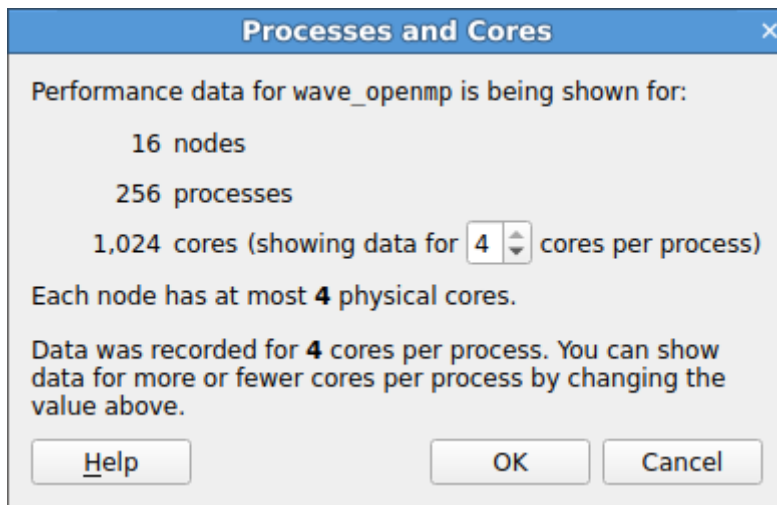 Processes and Cores
Performance data for wave_openmp is being shown for:
16 nodes
256 processes
1,024 cores (showing data for 4 cores per process)
Each node has at most 4 physical cores.
Data was recorded for 4 cores per process. You can show
data for more or fewer cores per process by changing the
value above.
Help OK Cancel